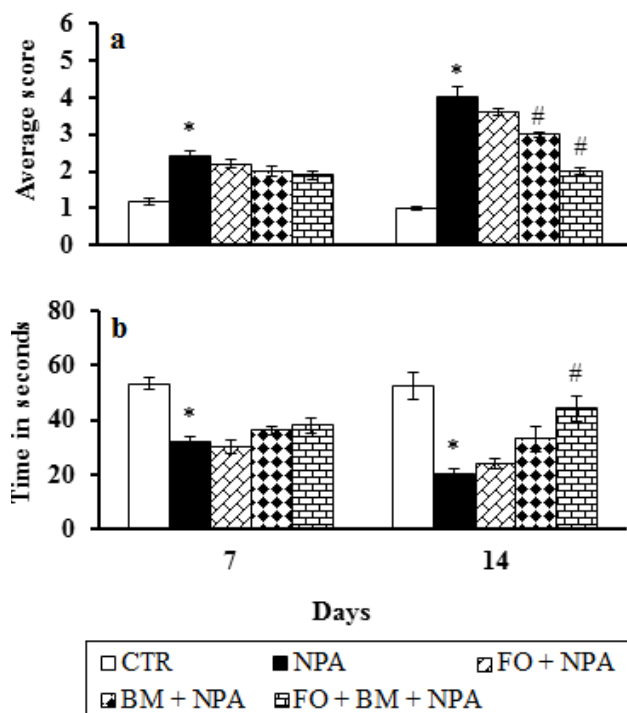 a
Average score
6
5
4
3
2
1
0
*
*
#
#
b
Time in seconds
80
60
40
20
0
*
*
#
7 14
Days
CTR NPA FO + NPA
BM + NPA FO + BM + NPA